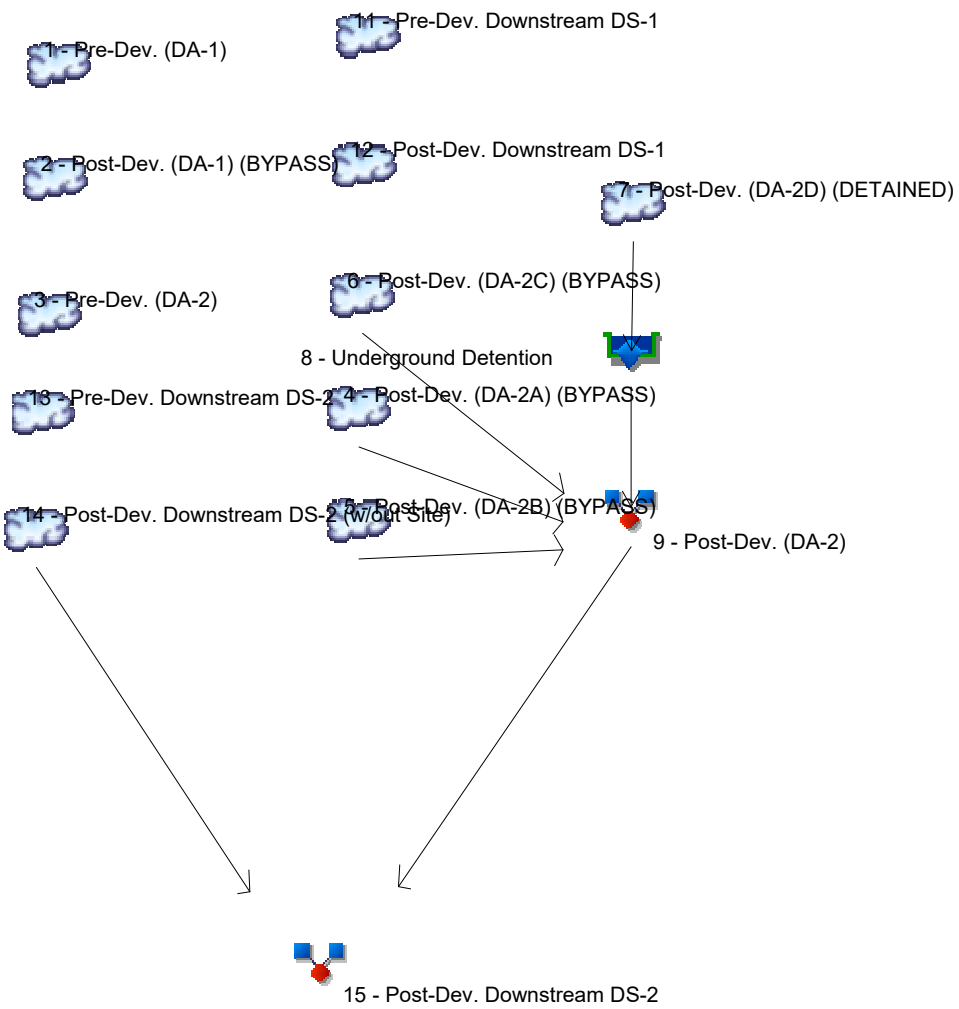 11 - Pre-Dev. Downstream DS-1
1 - Pre-Dev. (DA-1)
12 - Post-Dev. Downstream DS-1
2 - Post-Dev. (DA-1) (BYPASS)
7 - Post-Dev. (DA-2D) (DETAINED)
6 - Post-Dev. (DA-2C) (BYPASS)
3 - Pre-Dev. (DA-2)
8 - Underground Detention
13 - Pre-Dev. Downstream DS-2
4 - Post-Dev. (DA-2A) (BYPASS)
5 - Post-Dev. (DA-2B) (BYPASS)
14 - Post-Dev. Downstream DS-2 (w/out Site)
9 - Post-Dev. (DA-2)
15 - Post-Dev. Downstream DS-2